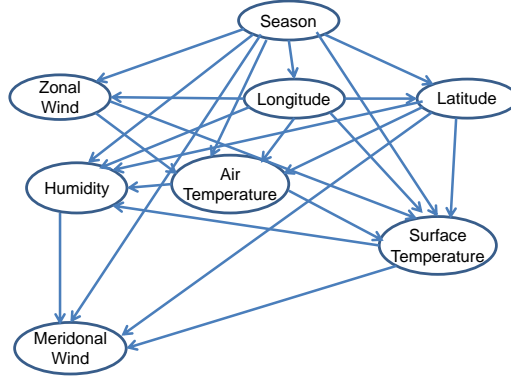 Season
Zonal
Wind
Longitude
Latitude
Humidity
Air
Temperature
Surface
Temperature
Meridonal
Wind